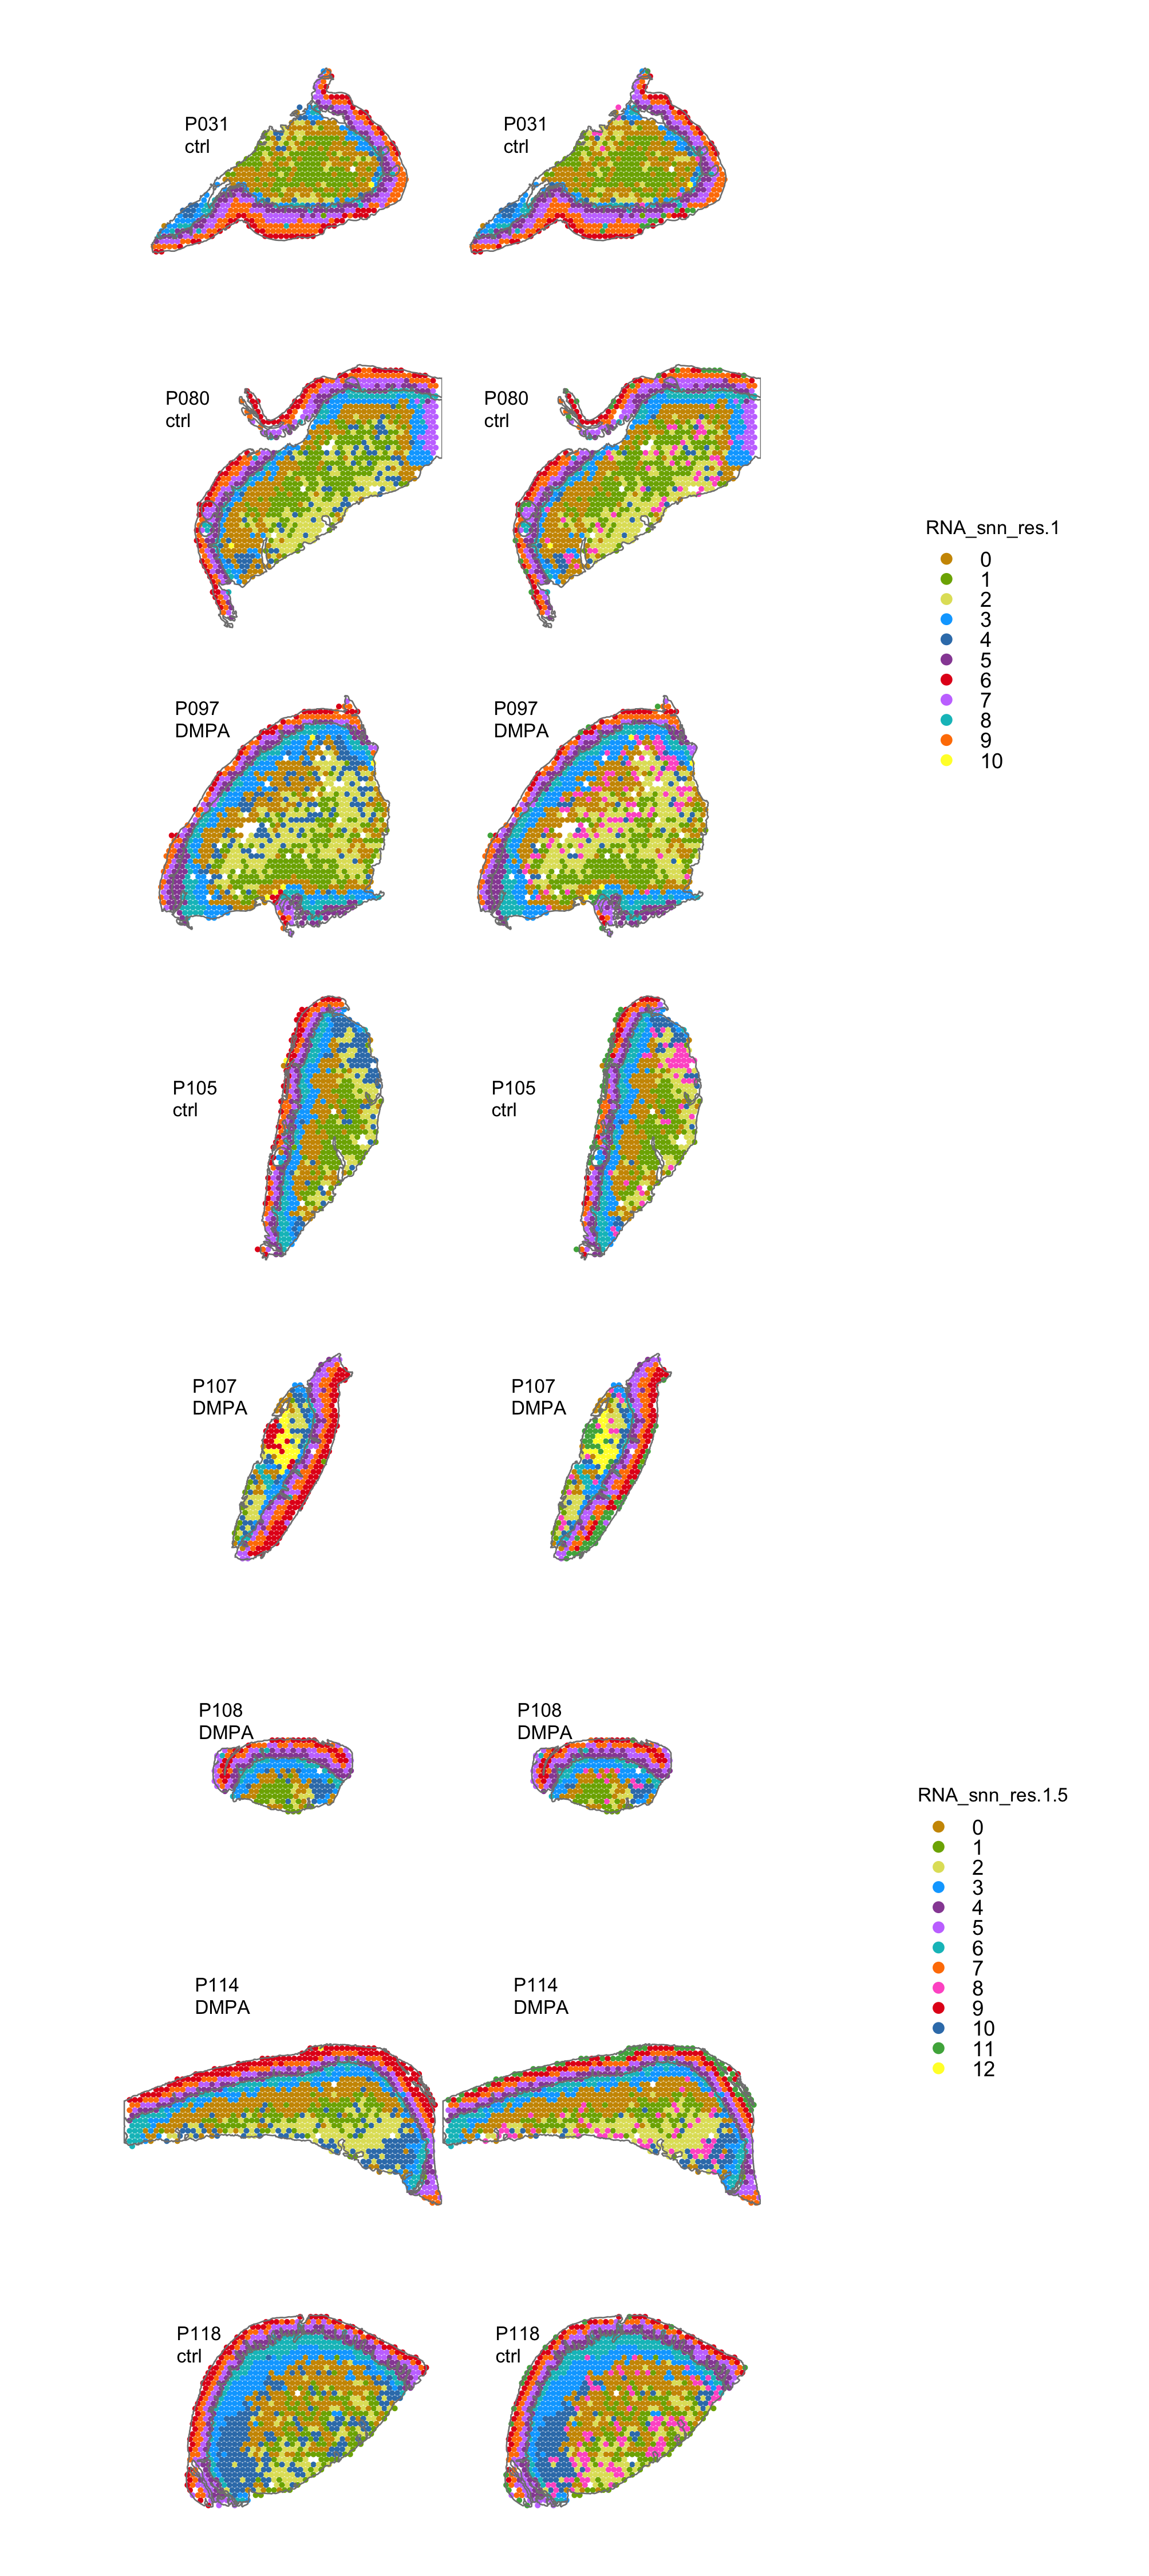 P031
ctrl
P031
ctrl
P080
ctrl
P080
ctrl
RNA_snn_res.1
0
1
2
3
4
5
6
7
8
9
10
P097
DMPA
P097
DMPA
P105
ctrl
P105
ctrl
P107
DMPA
P107
DMPA
P108
DMPA
P108
DMPA
RNA_snn_res.1.5
0
1
2
3
4
5
6
7
8
9
10
11
12
P114
DMPA
P114
DMPA
P118
ctrl
P118
ctrl